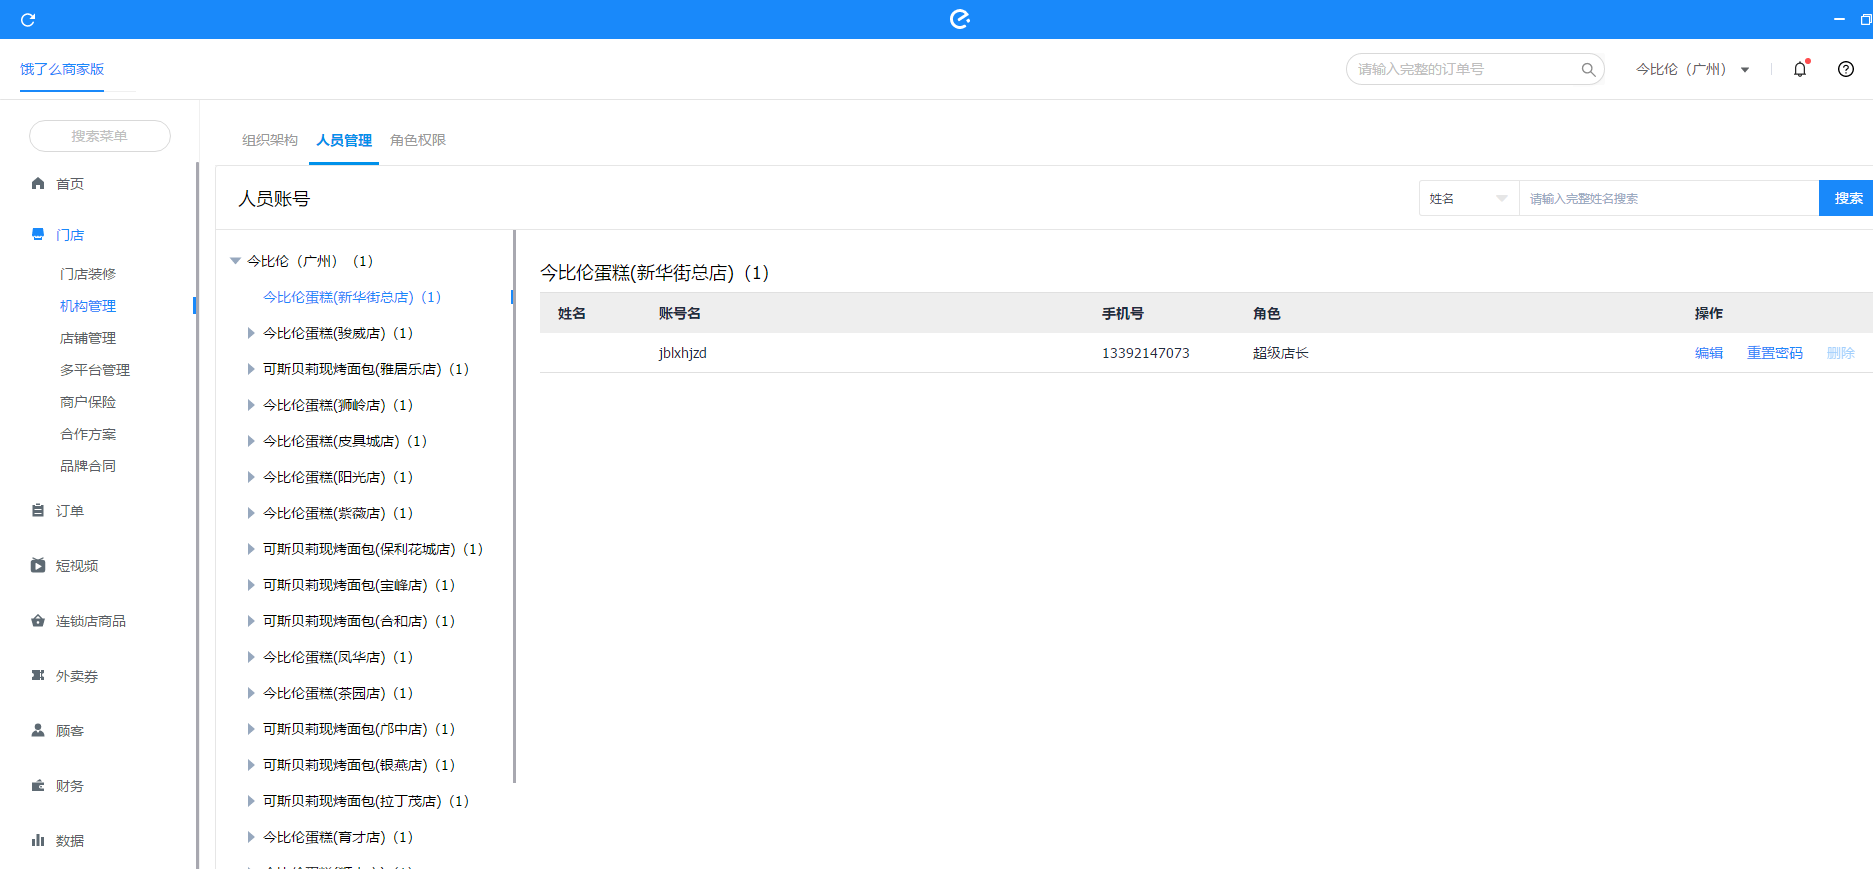 饿了么商家版
请输入完整的订单号
今比伦（广州）
搜索菜单
首页
门店
门店装修
机构管理
店铺管理
多平台管理
商户保险
合作方案
品牌合同
订单
短视频
连锁店商品
外卖券
顾客
财务
数据
组织架构 人员管理 角色权限
人员账号
姓名 请输入完整姓名搜索 搜索
今比伦（广州）（1）
今比伦蛋糕(新华街总店)（1）
今比伦蛋糕(骏威店)（1）
可斯贝莉现烤面包(雅居乐店)（1）
今比伦蛋糕(狮岭店)（1）
今比伦蛋糕(皮具城店)（1）
今比伦蛋糕(阳光店)（1）
今比伦蛋糕(紫薇店)（1）
可斯贝莉现烤面包(保利花城店)（1）
可斯贝莉现烤面包(宝峰店)（1）
可斯贝莉现烤面包(合和店)（1）
今比伦蛋糕(凤华店)（1）
今比伦蛋糕(茶园店)（1）
可斯贝莉现烤面包(邝中店)（1）
可斯贝莉现烤面包(银燕店)（1）
可斯贝莉现烤面包(拉丁茂店)（1）
今比伦蛋糕(育才店)（1）
今比伦蛋糕(新华街总店)（1）
姓名 账号名 手机号 角色 操作
jblxhjzd 13392147073 超级店长 编辑 重置密码 删除